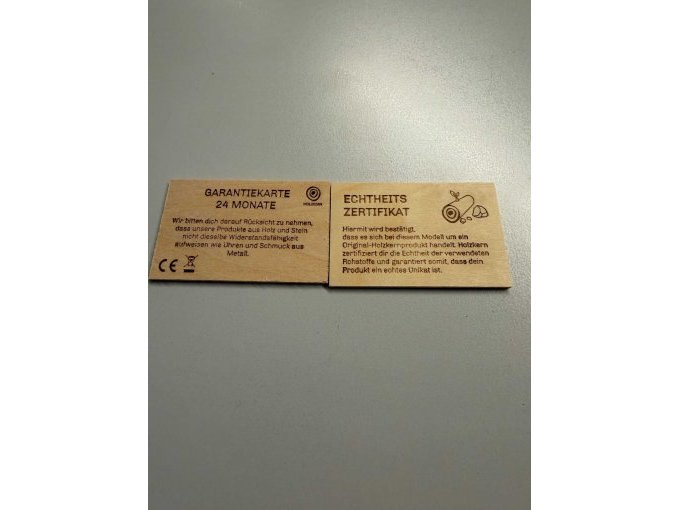 GARANTIEKARTE
24 MONATE
HOLZKERN
Wir bitten dich darauf Rücksicht zu nehmen,
dass unsere Produkte aus Holz und Stein
nicht dieselbe Widerstandsfähigkeit
aufweisen wie Uhren und Schmuck aus
Metall.
CE
ECHTHEITS
ZERTIFIKAT
Hiermit wird bestätigt,
dass es sich bei diesem Modell um ein
Original-Holzkernprodukt handelt. Holzkern
zertifiziert dir die Echtheit der verwendeten
Rohstoffe und garantiert somit, dass dein
Produkt ein echtes Unikat ist.